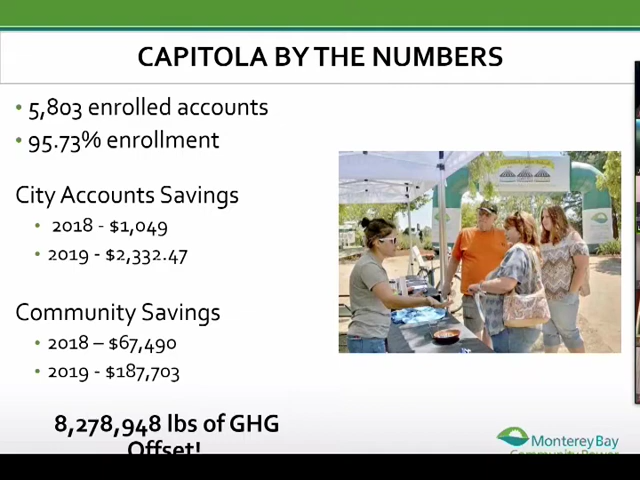 CAPITOLA BY THE NUMBERS
• 5,803 enrolled accounts
• 95.73% enrollment
City Accounts Savings
• 2018 - $1,049
• 2019 - $2,332.47
Community Savings
• 2018 – $67,490
• 2019 - $187,703
8,278,948 lbs of GHG
Offset!
Monterey Bay
Community Power